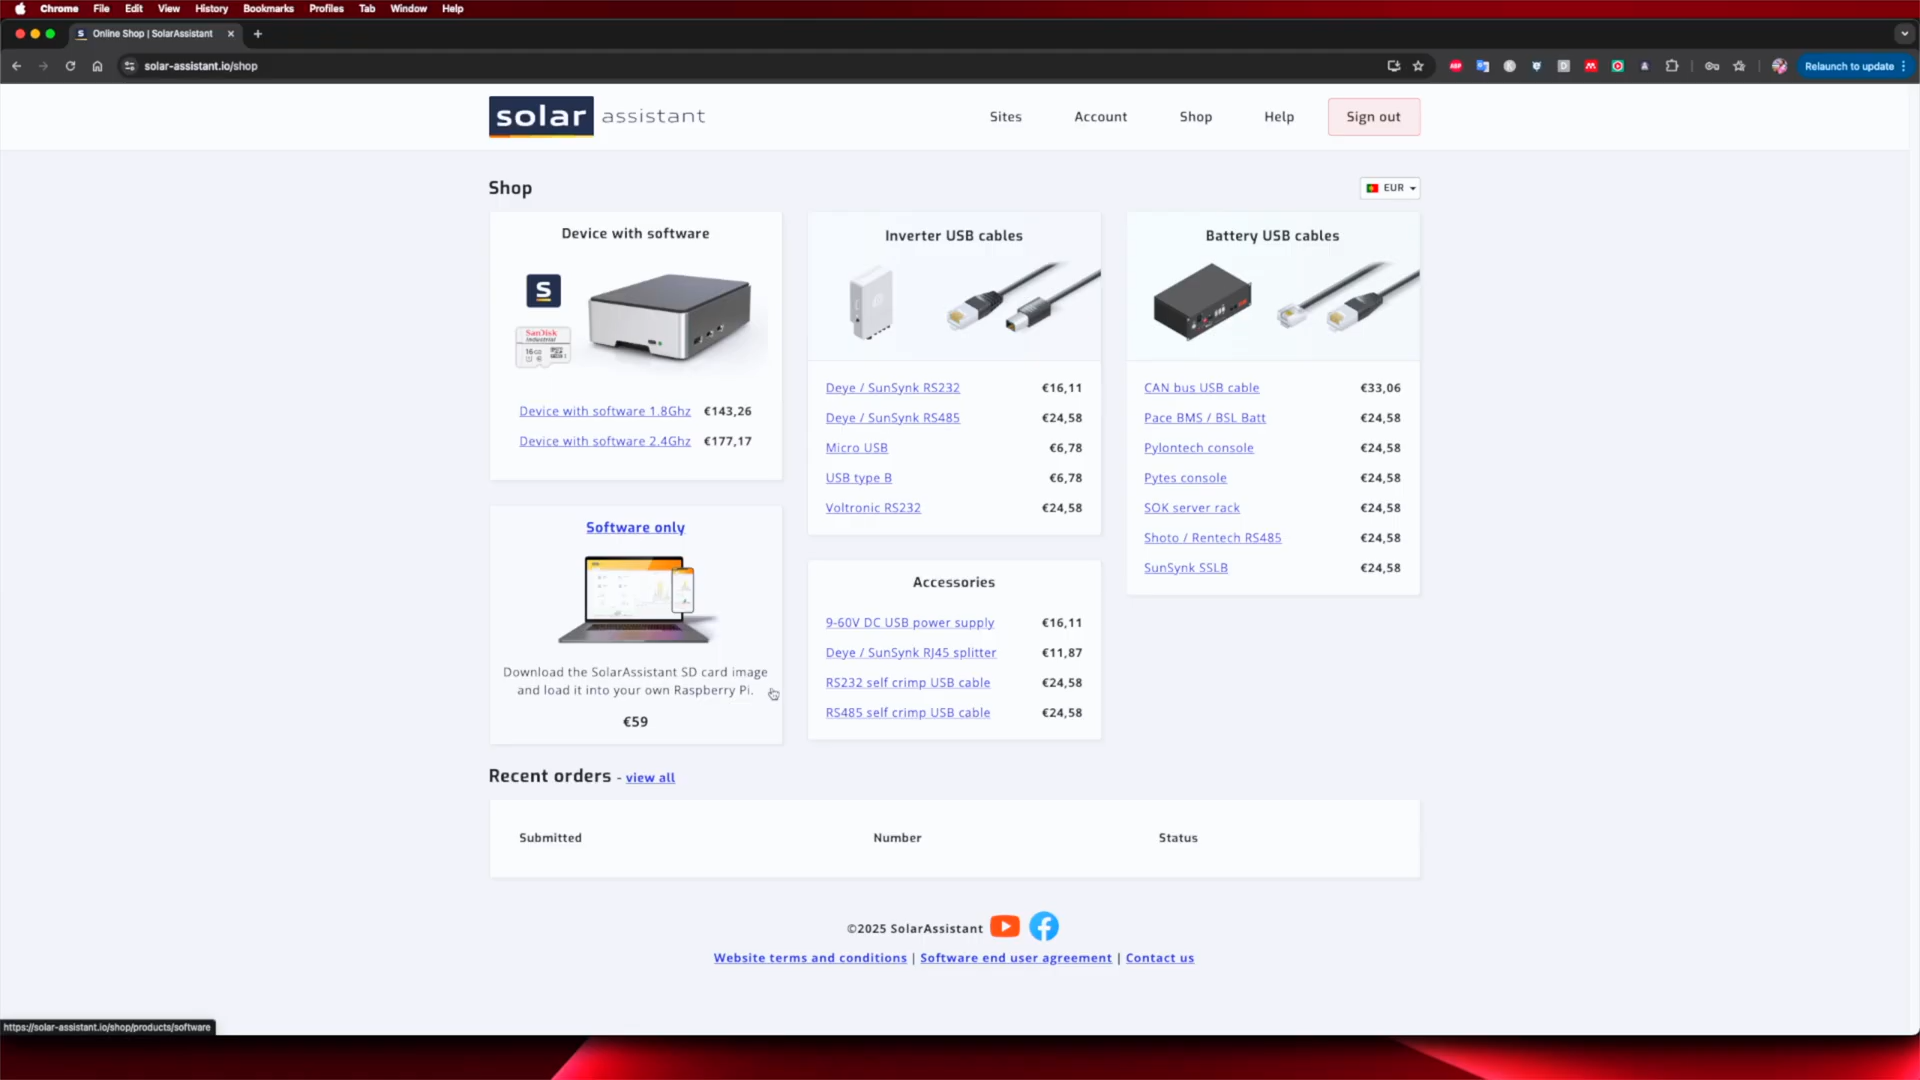 Chrome File Edit View History Bookmarks Profiles Tab Window Help
Online Shop | SolarAssistant
solar-assistant.io/shop
Relaunch to update
solar assistant
Sites Account Shop Help Sign out
Shop
EUR
Device with software
S
SanDisk
Industrial
16GB
Device with software 1.8Ghz €143,26
Device with software 2.4Ghz €177,17
Software only
Download the SolarAssistant SD card image
and load it into your own Raspberry Pi.
€59
Inverter USB cables
Deye / SunSynk RS232 €16,11
Deye / SunSynk RS485 €24,58
Micro USB €6,78
USB type B €6,78
Voltronic RS232 €24,58
Accessories
9-60V DC USB power supply €16,11
Deye / SunSynk RJ45 splitter €11,87
RS232 self crimp USB cable €24,58
RS485 self crimp USB cable €24,58
Battery USB cables
CAN bus USB cable €33,06
Pace BMS / BSL Batt €24,58
Pylontech console €24,58
Pytes console €24,58
SOK server rack €24,58
Shoto / Rentech RS485 €24,58
SunSynk SSLB €24,58
Recent orders - view all
Submitted Number Status
©2025 SolarAssistant
Website terms and conditions | Software end user agreement | Contact us
https://solar-assistant.io/shop/products/software